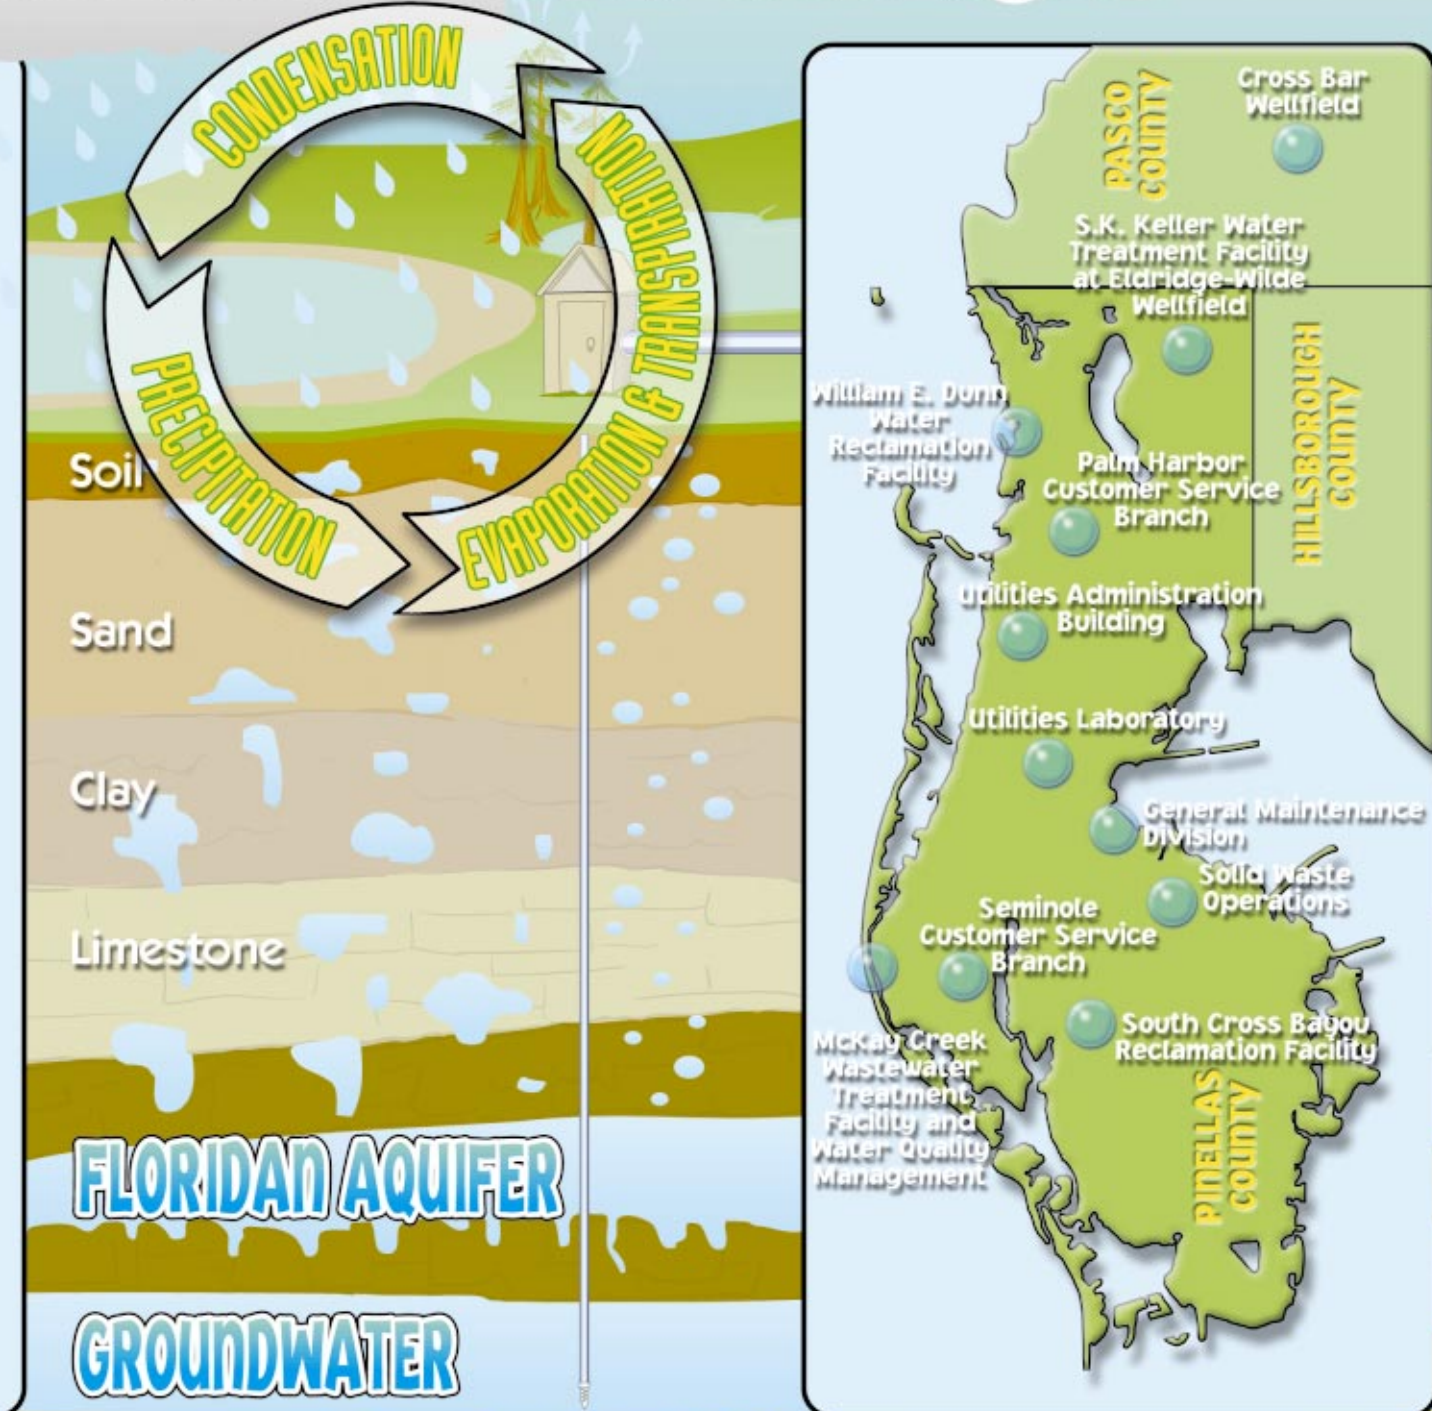 CONDENSATION
EVAPORATION & TRANSPIRATION
PRECIPITATION
Soil
Sand
Clay
Limestone
FLORIDAN AQUIFER
GROUNDWATER
PASCO
COUNTY
Cross Bar
Wellfield
S.K. Keller Water
Treatment Facility
at Eldridge-Wilde
Wellfield
HILLSBOROUGH
COUNTY
William E. Dunn
Water
Reclamation
Facility
Palm Harbor
Customer Service
Branch
Utilities Administration
Building
Utilities Laboratory
General Maintenance
Division
Solid Waste
Operations
Seminole
Customer Service
Branch
South Cross Bayou
Reclamation Facility
McKay Creek
Wastewater
Treatment
Facility and
Water Quality
Management
PINELLAS
COUNTY